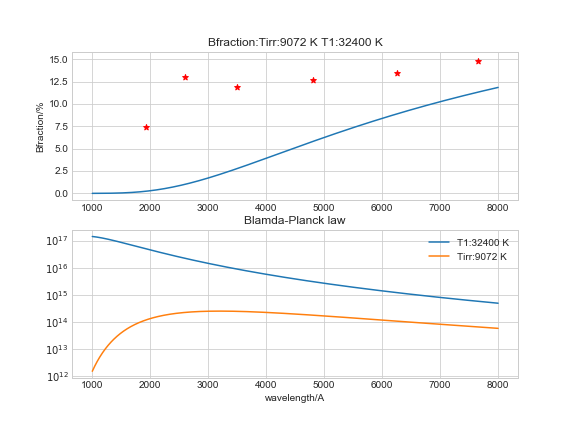 Bfraction:Tirr:9072 K T1:32400 K
15.0
12.5
10.0
7.5
5.0
2.5
0.0
Bfraction/%
1000 2000 3000 4000 5000 6000 7000 8000
Blamda-Planck law
10^17
10^16
10^15
10^14
10^13
10^12
T1:32400 K
Tirr:9072 K
1000 2000 3000 4000 5000 6000 7000 8000
wavelength/A